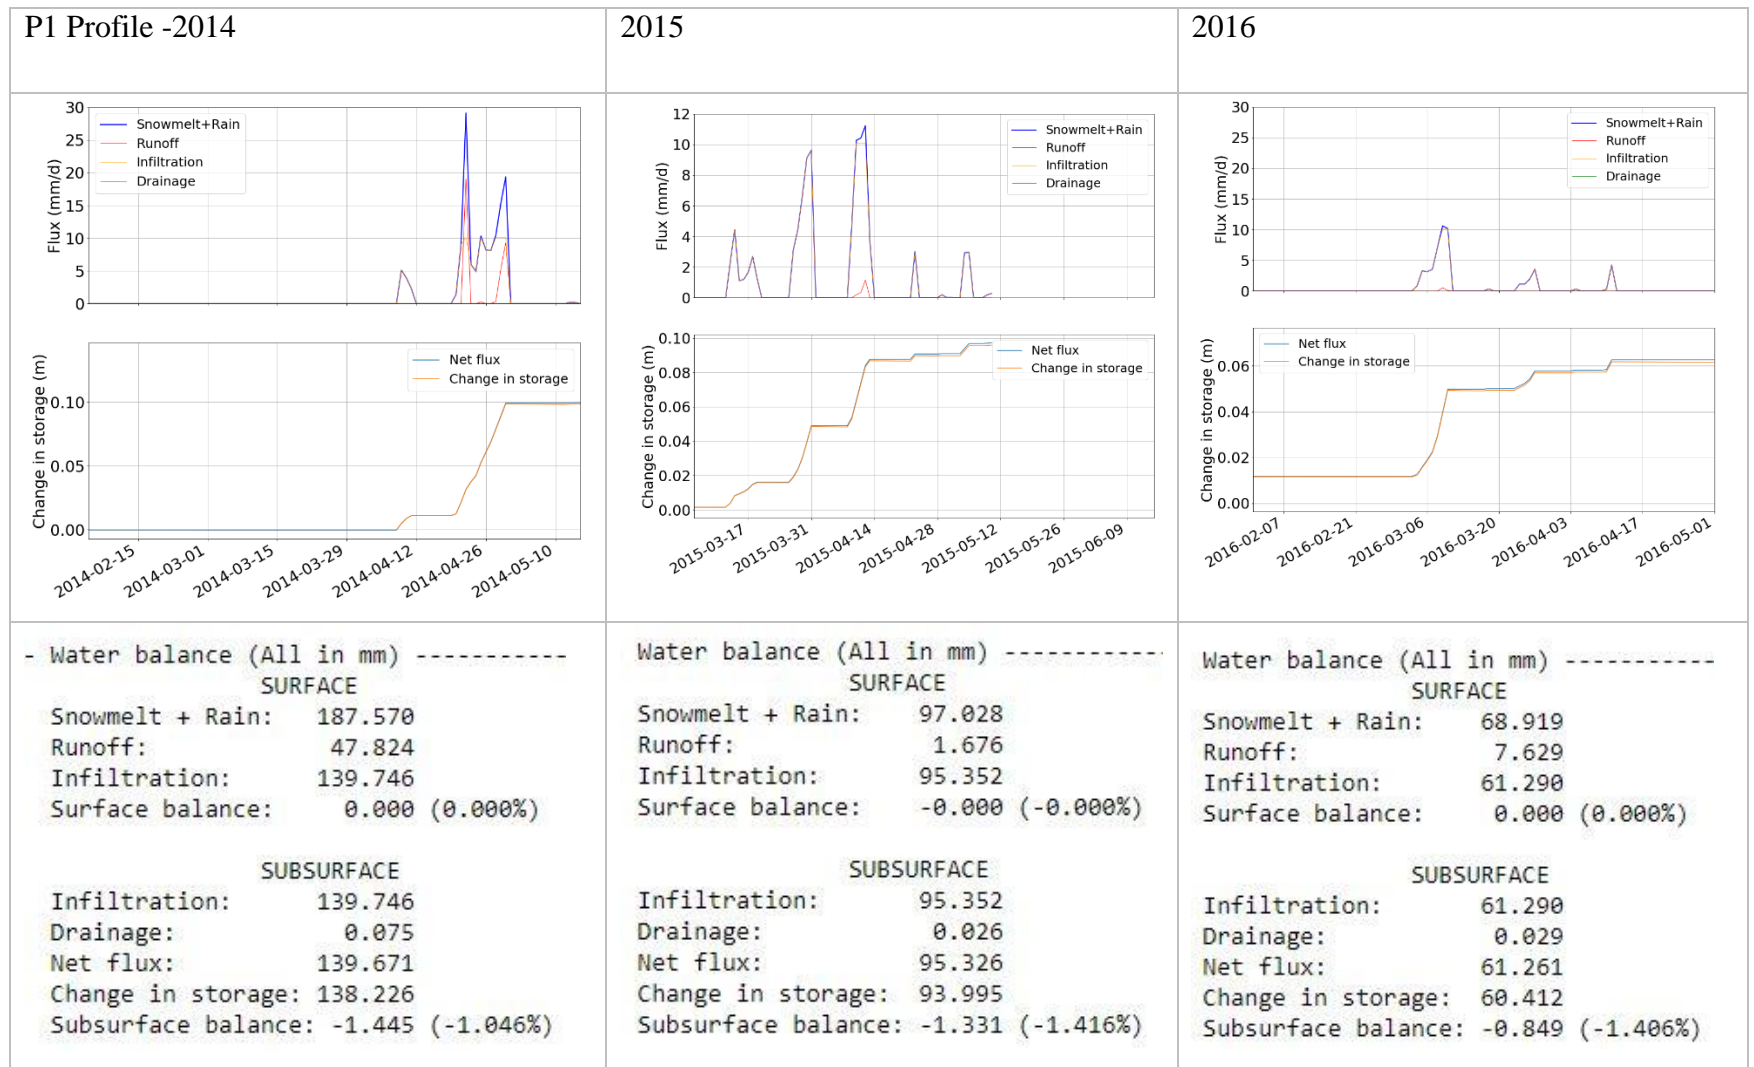 P1 Profile -2014
2015
2016
30
25
20
15
10
5
0
Flux (mm/d)
Snowmelt+Rain
Runoff
Infiltration
Drainage
0.10
0.05
0.00
Change in storage (m)
Net flux
Change in storage
2014-02-15
2014-03-01
2014-03-15
2014-03-29
2014-04-12
2014-04-26
2014-05-10
12
10
8
6
4
2
0
Flux (mm/d)
Snowmelt+Rain
Runoff
Infiltration
Drainage
0.10
0.08
0.06
0.04
0.02
0.00
Change in storage (m)
Net flux
Change in storage
2015-03-17
2015-03-31
2015-04-14
2015-04-28
2015-05-12
2015-05-26
2015-06-09
30
25
20
15
10
5
0
Flux (mm/d)
Snowmelt+Rain
Runoff
Infiltration
Drainage
0.06
0.04
0.02
0.00
Change in storage (m)
Net flux
Change in storage
2016-02-07
2016-02-21
2016-03-06
2016-03-20
2016-04-03
2016-04-17
2016-05-01
- Water balance (All in mm) -----------
SURFACE
Snowmelt + Rain: 187.570
Runoff: 47.824
Infiltration: 139.746
Surface balance: 0.000 (0.000%)
SUBSURFACE
Infiltration: 139.746
Drainage: 0.075
Net flux: 139.671
Change in storage: 138.226
Subsurface balance: -1.445 (-1.046%)
Water balance (All in mm) ------------
SURFACE
Snowmelt + Rain: 97.028
Runoff: 1.676
Infiltration: 95.352
Surface balance: -0.000 (-0.000%)
SUBSURFACE
Infiltration: 95.352
Drainage: 0.026
Net flux: 95.326
Change in storage: 93.995
Subsurface balance: -1.331 (-1.416%)
Water balance (All in mm) -----------
SURFACE
Snowmelt + Rain: 68.919
Runoff: 7.629
Infiltration: 61.290
Surface balance: 0.000 (0.000%)
SUBSURFACE
Infiltration: 61.290
Drainage: 0.029
Net flux: 61.261
Change in storage: 60.412
Subsurface balance: -0.849 (-1.406%)